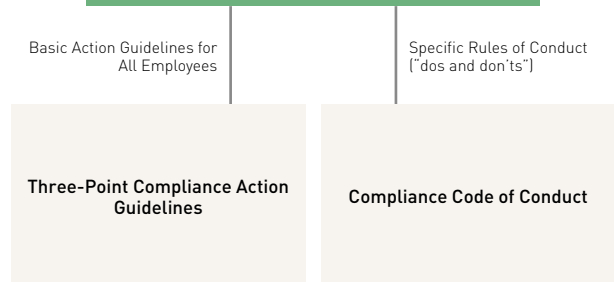 Basic Action Guidelines for
All Employees
Specific Rules of Conduct
(“dos and don’ts”)
Three-Point Compliance Action
Guidelines
Compliance Code of Conduct